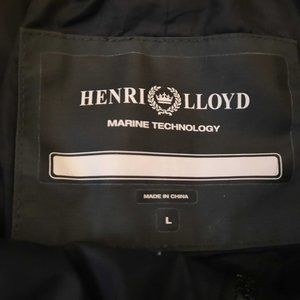 HENRI LLOYD
MARINE TECHNOLOGY
MADE IN CHINA
L